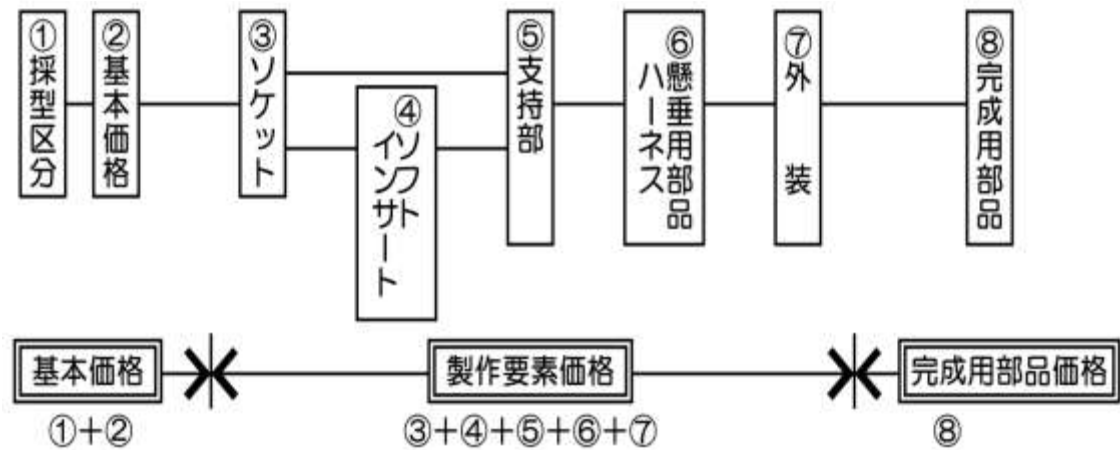 ①採型区分
②基本価格
③ソケット
④ソフト
インサート
⑤支持部
⑥懸垂用部品
ハーネス
⑦外装
⑧完成用部品
基本価格
製作要素価格
完成用部品価格
①+②
③+④+⑤+⑥+⑦
⑧